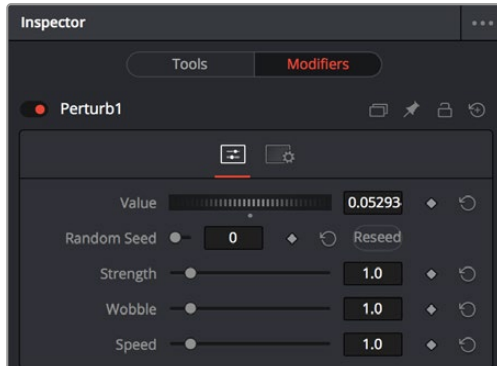 Inspector
Tools Modifiers
Perturb1
Value 0.05293
Random Seed 0 Reseed
Strength 1.0
Wobble 1.0
Speed 1.0